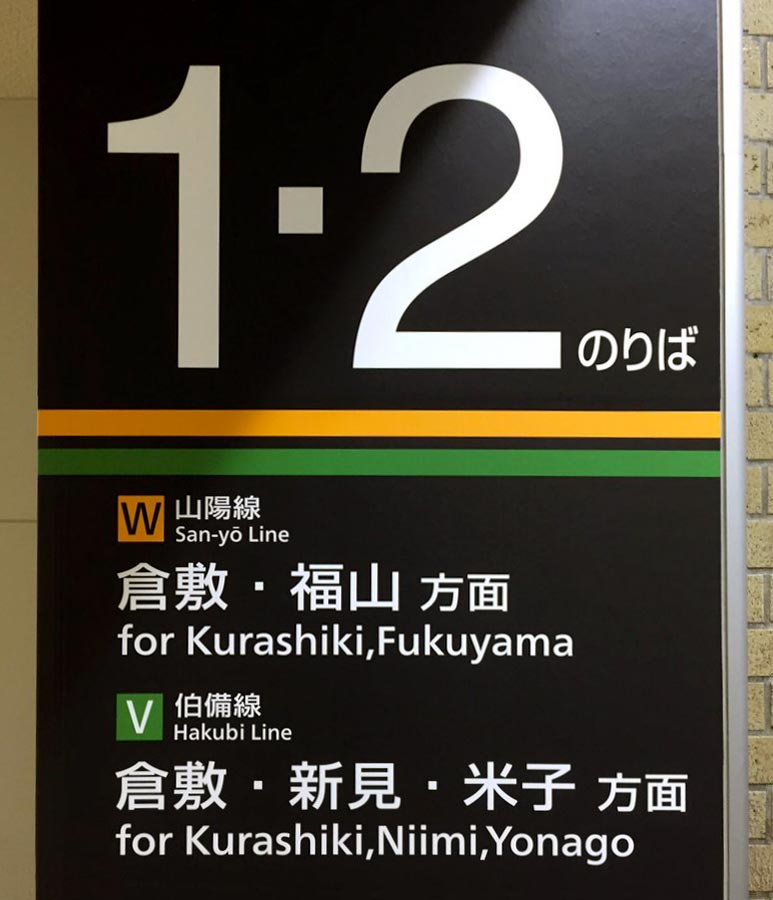 1・2 のりば
W 山陽線
San-yō Line
倉敷・福山 方面
for Kurashiki,Fukuyama
V 伯備線
Hakubi Line
倉敷・新見・米子 方面
for Kurashiki,Niimi,Yonago